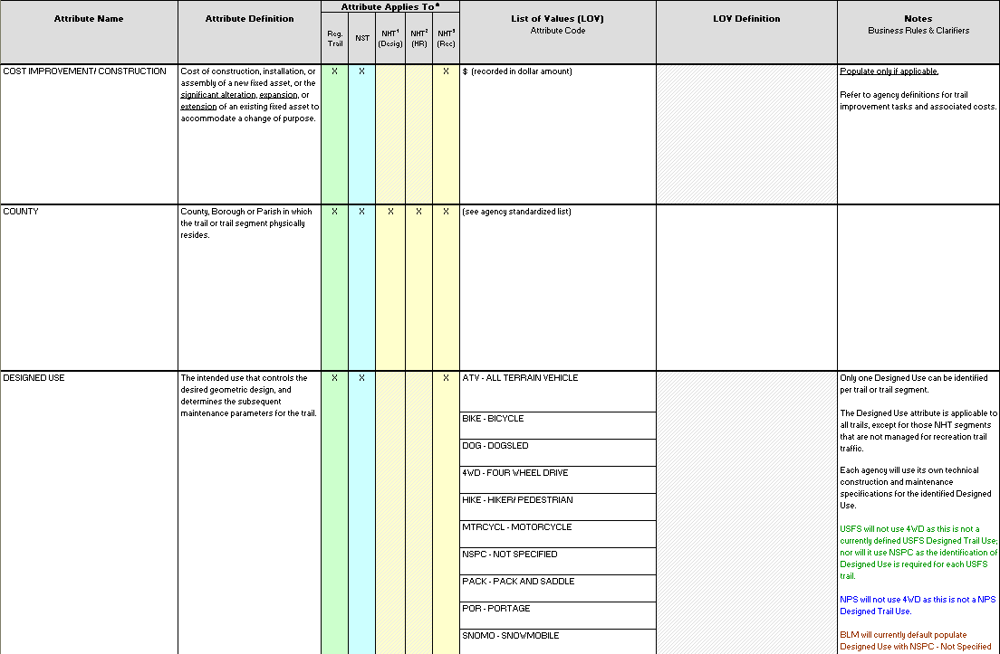 Attribute Name
Attribute Definition
Attribute Applies To*
Reg. Trail
NST
NHT¹ (Desig)
NHT² (HR)
NHT³ (Rec)
List of Values (LOV)
Attribute Code
LOV Definition
Notes
Business Rules & Clarifiers
COST IMPROVEMENT/ CONSTRUCTION
Cost of construction, installation, or
assembly of a new fixed asset, or the
significant alteration, expansion, or
extension of an existing fixed asset to
accommodate a change of purpose.
X X X
$ (recorded in dollar amount)
Populate only if applicable.
Refer to agency definitions for trail
improvement tasks and associated costs.
COUNTY
County, Borough or Parish in which
the trail or trail segment physically
resides.
X X X X X
(see agency standardized list)
DESIGNED USE
The intended use that controls the
desired geometric design, and
determines the subsequent
maintenance parameters for the trail.
X X X
ATV - ALL TERRAIN VEHICLE
BIKE - BICYCLE
DOG - DOGSLED
4WD - FOUR WHEEL DRIVE
HIKE - HIKER/ PEDESTRIAN
MTRCYCL - MOTORCYCLE
NSPC - NOT SPECIFIED
PACK - PACK AND SADDLE
POR - PORTAGE
SNOMO - SNOWMOBILE
Only one Designed Use can be identified
per trail or trail segment.
The Designed Use attribute is applicable to
all trails, except for those NHT segments
that are not managed for recreation trail
traffic.
Each agency will use its own technical
construction and maintenance
specifications for the identified Designed
Use.
USFS will not use 4WD as this is not a
currently defined USFS Designed Trail Use;
nor will it use NSPC as the identification of
Designed Use is required for each USFS
trail.
NPS will not use 4WD as this is not a NPS
Designed Trail Use.
BLM will currently default populate
Designed Use with NSPC - Not Specified